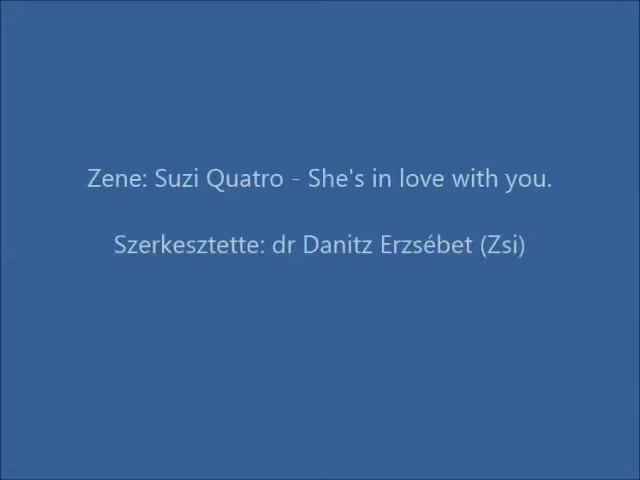 Zene: Suzi Quatro - She's in love with you.
Szerkesztette: dr Danitz Erzsébet (Zsi)